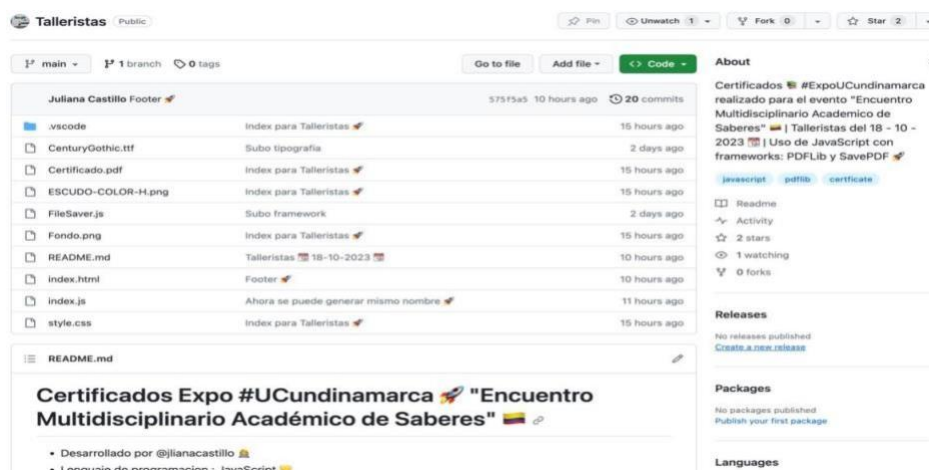 Talleristas Public
Pin
Unwatch 1
Fork 0
Star 2
main
1 branch
0 tags
Go to file
Add file
<> Code
Juliana Castillo Footer 🚀 575f5a5 10 hours ago 20 commits
.vscode Index para Talleristas 🚀 15 hours ago
CenturyGothic.ttf Subo tipografia 2 days ago
Certificado.pdf Index para Talleristas 🚀 15 hours ago
ESCUDO-COLOR-H.png Index para Talleristas 🚀 15 hours ago
FileSaver.js Subo framework 2 days ago
Fondo.png Index para Talleristas 🚀 15 hours ago
README.md Talleristas 📆 18-10-2023 📆 10 hours ago
index.html Footer 🚀 10 hours ago
index.js Ahora se puede generar mismo nombre 🚀 11 hours ago
style.css Index para Talleristas 🚀 15 hours ago
README.md
Certificados Expo #UCundinamarca 🚀 "Encuentro
Multidisciplinario Académico de Saberes" 🇨🇴
• Desarrollado por @jlianacastillo
• Lenguaje de programacion : JavaScript
About
Certificados #ExpoUCundinamarca
realizado para el evento "Encuentro
Multidisciplinario Academico de
Saberes" 🇨🇴 | Talleristas del 18 - 10 -
2023 📆 | Uso de JavaScript con
frameworks: PDFLib y SavePDF 🚀
javascript pdflib certficate
Readme
Activity
2 stars
1 watching
0 forks
Releases
No releases published
Create a new release
Packages
No packages published
Publish your first package
Languages